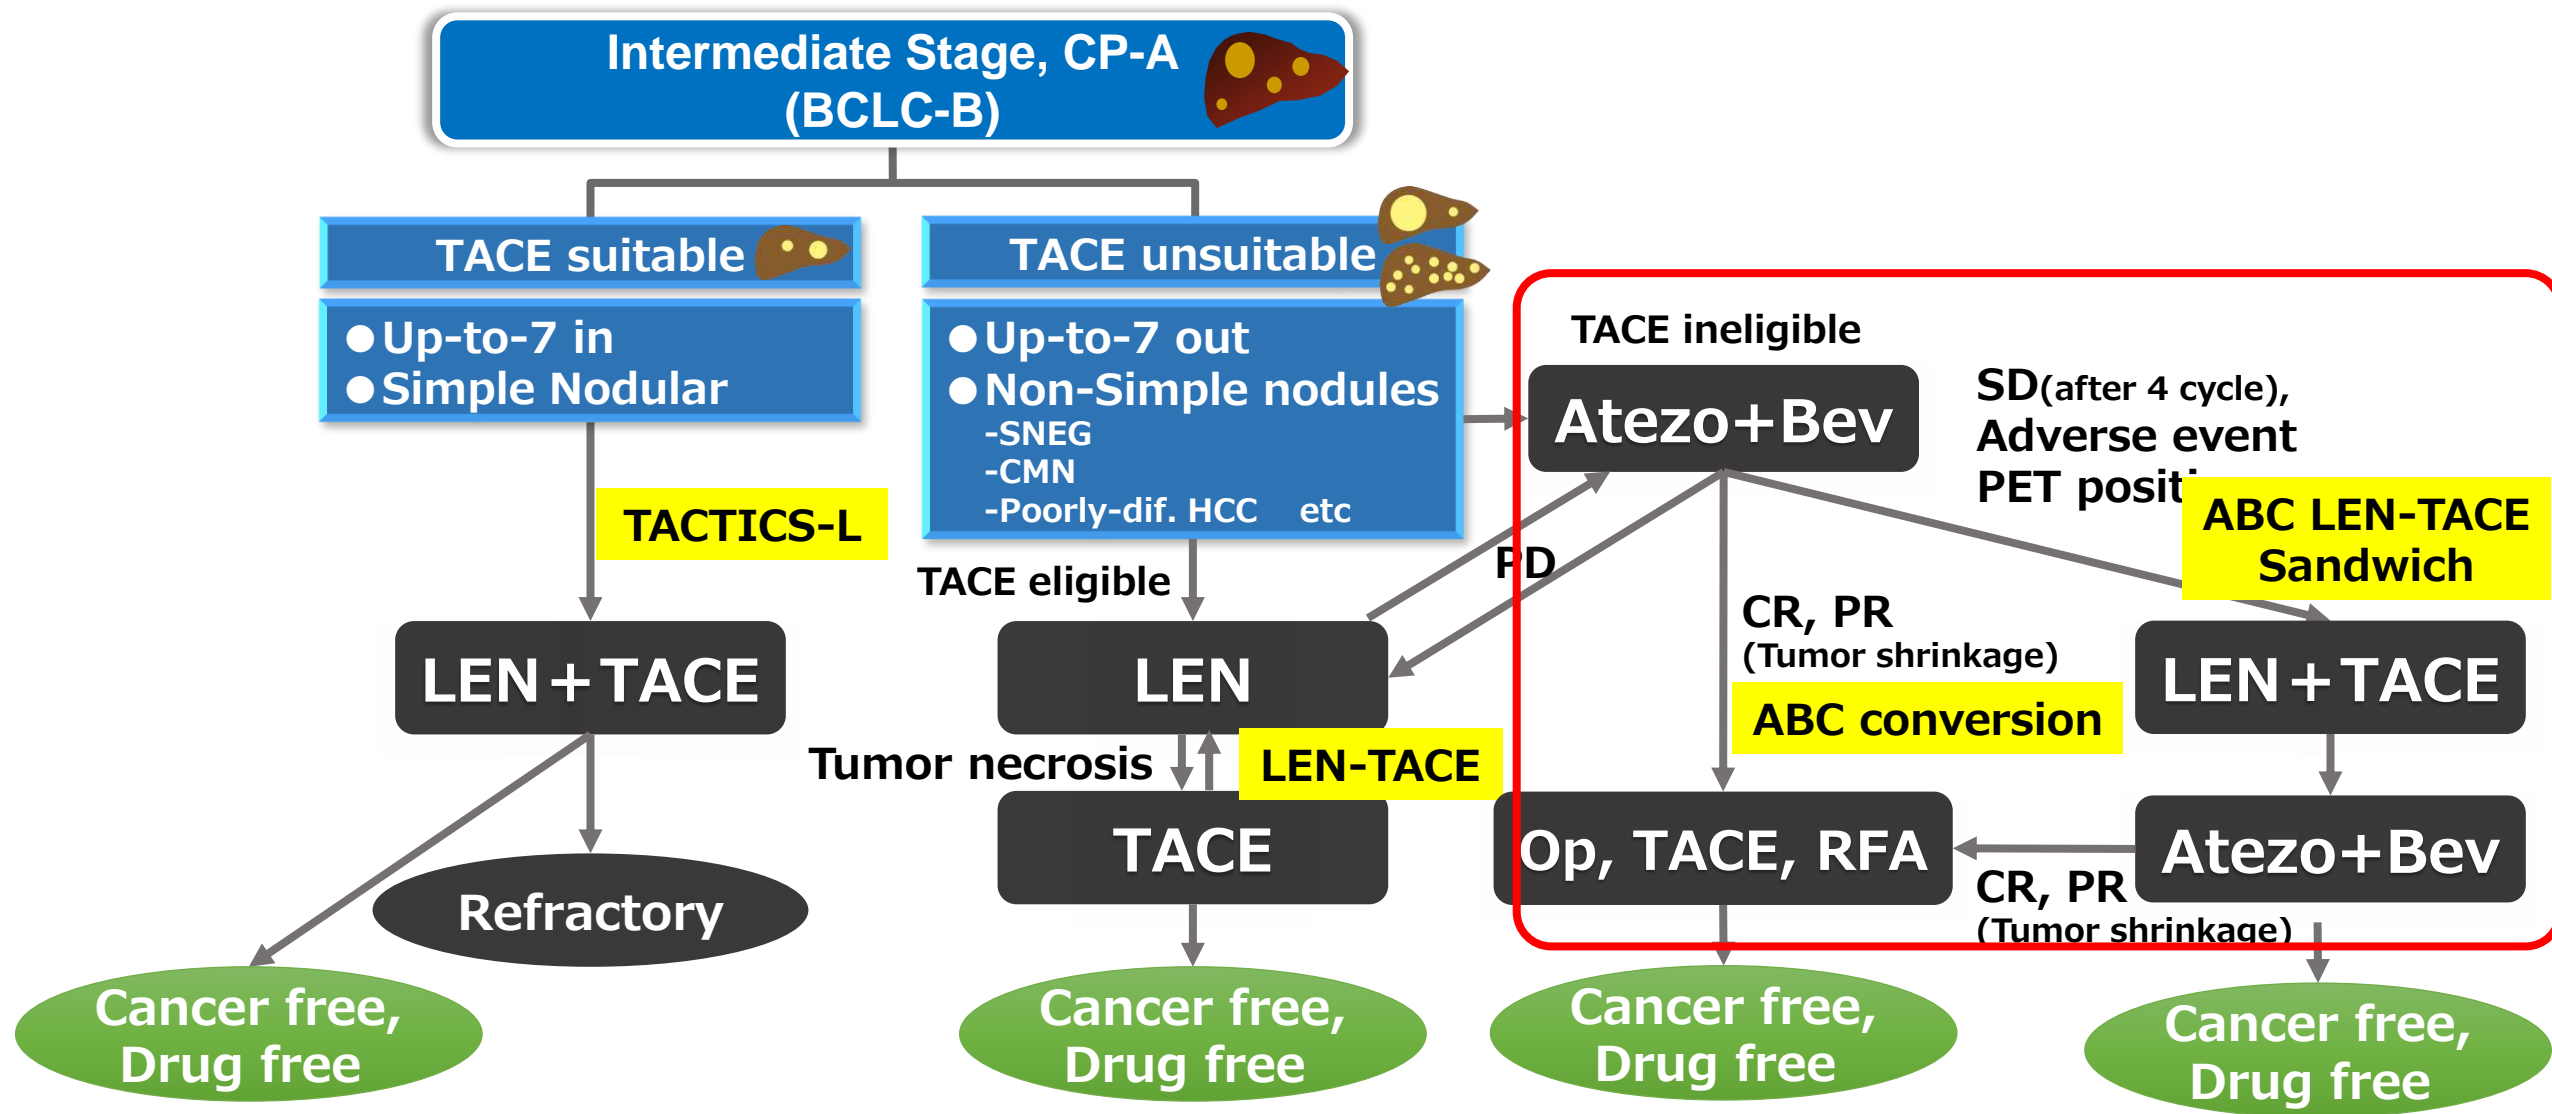 Intermediate Stage, CP-A
(BCLC-B)
TACE suitable
●Up-to-7 in
●Simple Nodular
TACE unsuitable
●Up-to-7 out
●Non-Simple nodules
-SNEG
-CMN
-Poorly-dif. HCC etc
TACE ineligible
Atezo+Bev
SD(after 4 cycle),
Adverse event
PET
ABC LEN-TACE
Sandwich
TACTICS-L
TACE eligible
PD
CR, PR
(Tumor shrinkage)
ABC conversion
LEN+TACE
LEN
LEN+TACE
Tumor necrosis
LEN-TACE
TACE
Op, TACE, RFA
Atezo+Bev
CR, PR
(Tumor shrinkage)
Refractory
Cancer free,
Drug free
Cancer free,
Drug free
Cancer free,
Drug free
Cancer free,
Drug free